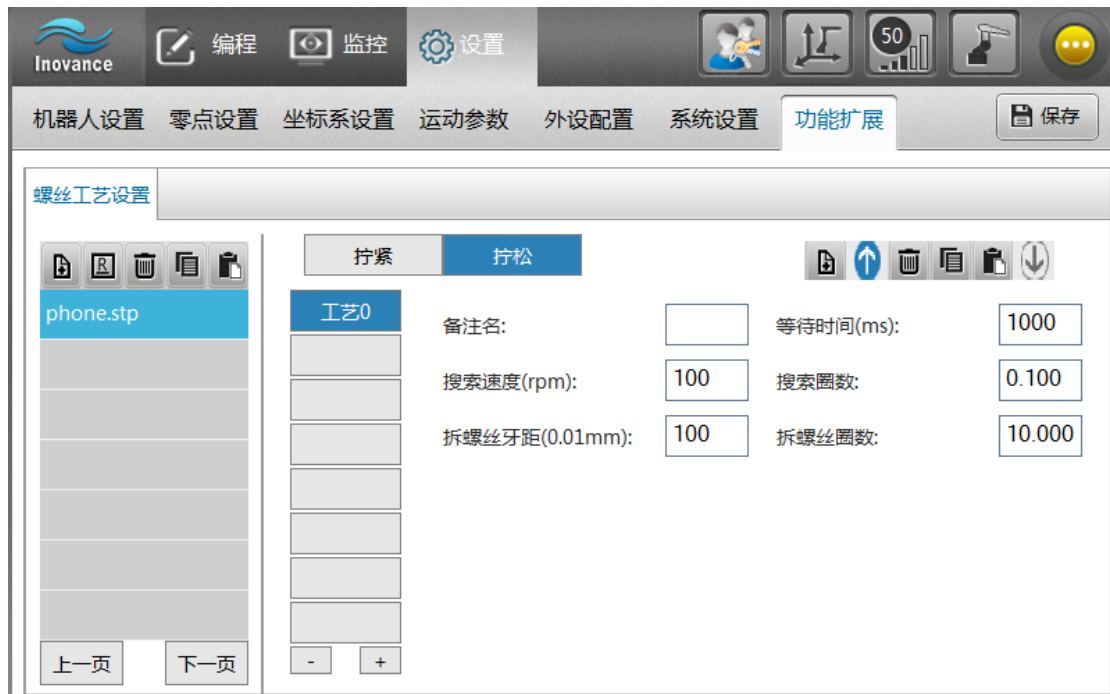 Inovance 编程 监控 设置 50
机器人设置 零点设置 坐标系设置 运动参数 外设配置 系统设置 功能扩展 保存
螺丝工艺设置
R 拧紧 拧松
phone.stp 工艺0
备注名: 等待时间(ms): 1000
搜索速度(rpm): 100 搜索圈数: 0.100
拆螺丝牙距(0.01mm): 100 拆螺丝圈数: 10.000
上一页 下一页 - +